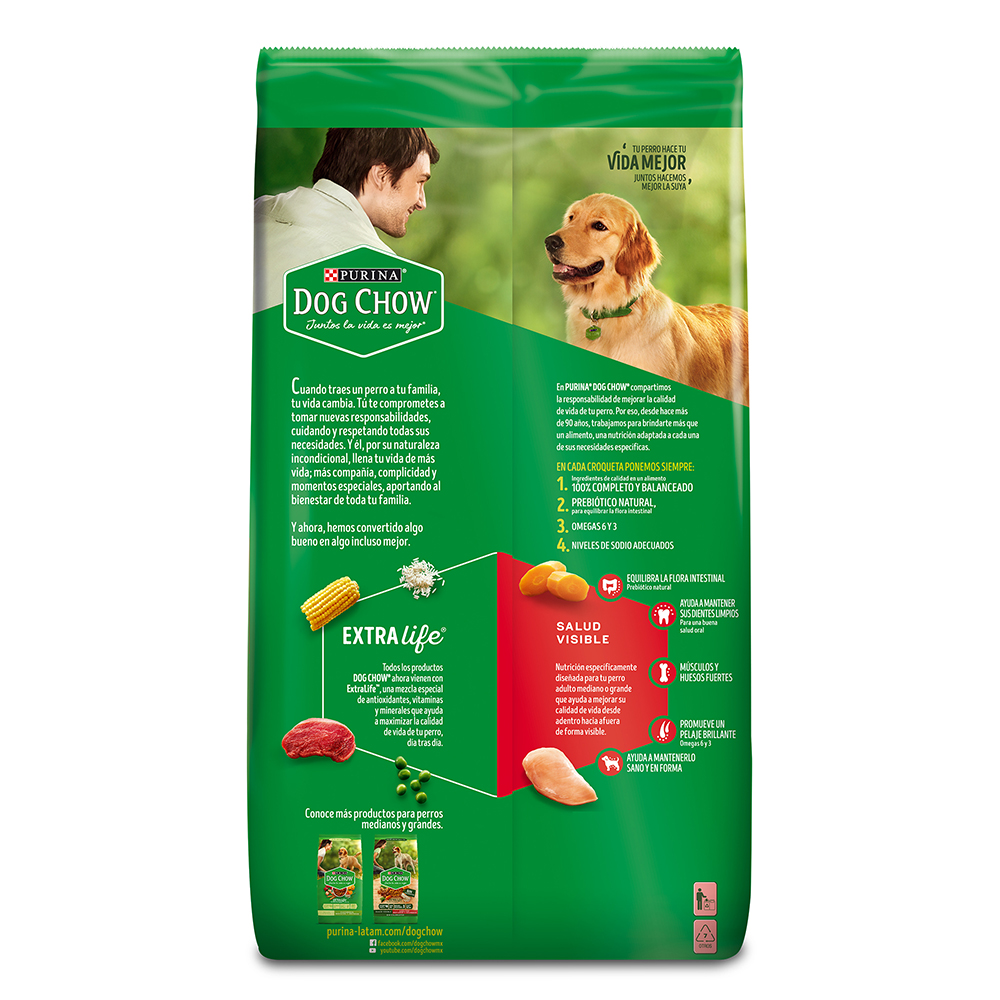 ‘ TU PERRO HACE TU
VIDA MEJOR
JUNTOS HACEMOS
MEJOR LA SUYA ’
PURINA®
DOG CHOW®
Juntos la vida es mejor®
Cuando traes un perro a tu familia,
tu vida cambia. Tú te comprometes a
tomar nuevas responsabilidades,
cuidando y respetando todas sus
necesidades. Y él, por su naturaleza
incondicional, llena tu vida de más
vida; más compañía, complicidad y
momentos especiales, aportando al
bienestar de toda tu familia.
Y ahora, hemos convertido algo
bueno en algo incluso mejor.
En PURINA® DOG CHOW® compartimos
la responsabilidad de mejorar la calidad
de vida de tu perro. Por eso, desde hace más
de 90 años, trabajamos para brindarte más que
un alimento, una nutrición adaptada a cada una
de sus necesidades específicas.
EN CADA CROQUETA PONEMOS SIEMPRE:
1. Ingredientes de calidad en un alimento
100% COMPLETO Y BALANCEADO
2. PREBIÓTICO NATURAL,
para equilibrar la flora intestinal
3. OMEGAS 6 Y 3
4. NIVELES DE SODIO ADECUADOS
EXTRA life®
Todos los productos
DOG CHOW® ahora vienen con
ExtraLife™, una mezcla especial
de antioxidantes, vitaminas
y minerales que ayuda
a maximizar la calidad
de vida de tu perro,
día tras día.
SALUD
VISIBLE
Nutrición específicamente
diseñada para tu perro
adulto mediano o grande
que ayuda a mejorar su
calidad de vida desde
adentro hacia afuera
de forma visible.
EQUILIBRA LA FLORA INTESTINAL
Prebiótico natural
AYUDA A MANTENER
SUS DIENTES LIMPIOS
Para una buena
salud oral
MÚSCULOS Y
HUESOS FUERTES
PROMUEVE UN
PELAJE BRILLANTE
Omegas 6 y 3
AYUDA A MANTENERLO
SANO Y EN FORMA
Conoce más productos para perros
medianos y grandes.
PURINA
DOG CHOW
PURINA
DOG CHOW
purina-latam.com/dogchow
facebook.com/dogchowmx
youtube.com/dogchowmx
7
OTROS